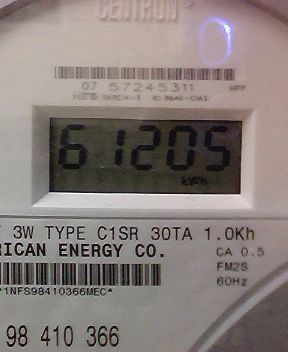 CENTRON
07 57245311
61205
kWh
3W TYPE C1SR 30TA 1.0Kh
RICAN ENERGY CO.
CA 0.5
FM2S
60Hz
*1NFS98410366MEC*
98 410 366